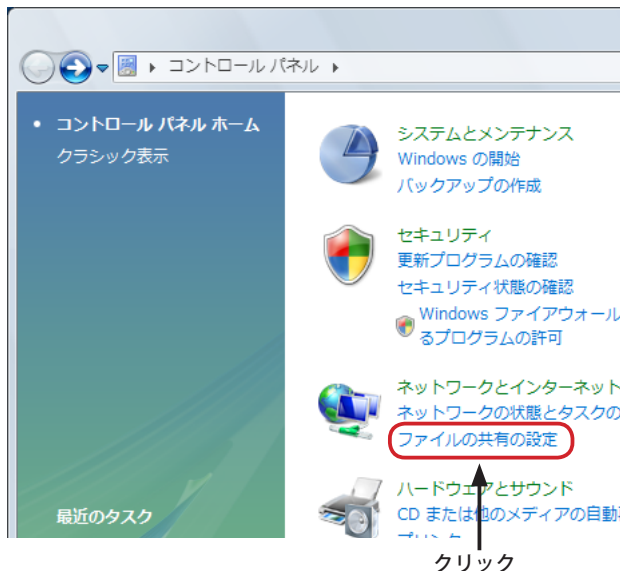 コントロール パネル
コントロール パネル ホーム
クラシック表示
最近のタスク
システムとメンテナンス
Windows の開始
バックアップの作成
セキュリティ
更新プログラムの確認
セキュリティ状態の確認
Windows ファイアウォール
るプログラムの許可
ネットワークとインターネット
ネットワークの状態とタスクの
ファイルの共有の設定
ハードウェアとサウンド
CD または他のメディアの自動
クリック